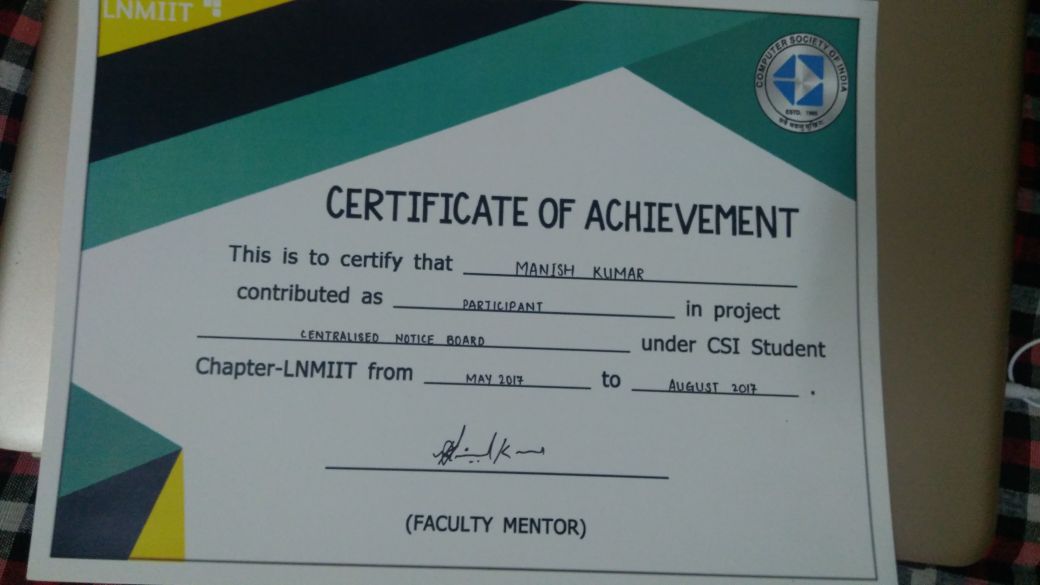 LNMIIT
COMPUTER SOCIETY OF INDIA
ESTD. 1965
CERTIFICATE OF ACHIEVEMENT
This is to certify that MANISH KUMAR
contributed as PARTICIPANT in project
CENTRALISED NOTICE BOARD under CSI Student
Chapter-LNMIIT from MAY 2017 to AUGUST 2017 .
(FACULTY MENTOR)